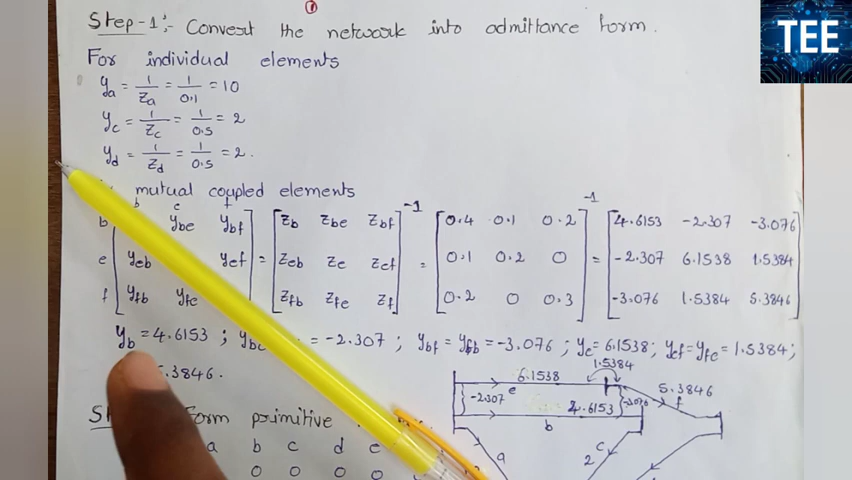 ①
TEE
Step-1:- Convert the network into admittance form.
For individual elements
ya = 1/Za = 1/0.1 = 10
yc = 1/Zc = 1/0.5 = 2
yd = 1/Zd = 1/0.5 = 2.
mutual coupled elements
b c f
b ybe ybf Zb Zbe Zbf -1 0.4 0.1 0.2 -1 4.6153 -2.307 -3.076
e yeb yef = Zeb Ze Zef = 0.1 0.2 0 = -2.307 6.1538 1.5384
f yfb yfe Zfb Zfe Zf 0.2 0 0.3 -3.076 1.5384 5.3846
yb = 4.6153 ; = -2.307 ; ybf = yfb = -3.076 ; ye = 6.1538; yef = yfe = 1.5384;
5.3846.
1.5384
6.1538
e
5.3846
f
-2.307
4.6153
-3.076
b
Form primitive
a
c
2
a b c d e
0 0 0 0